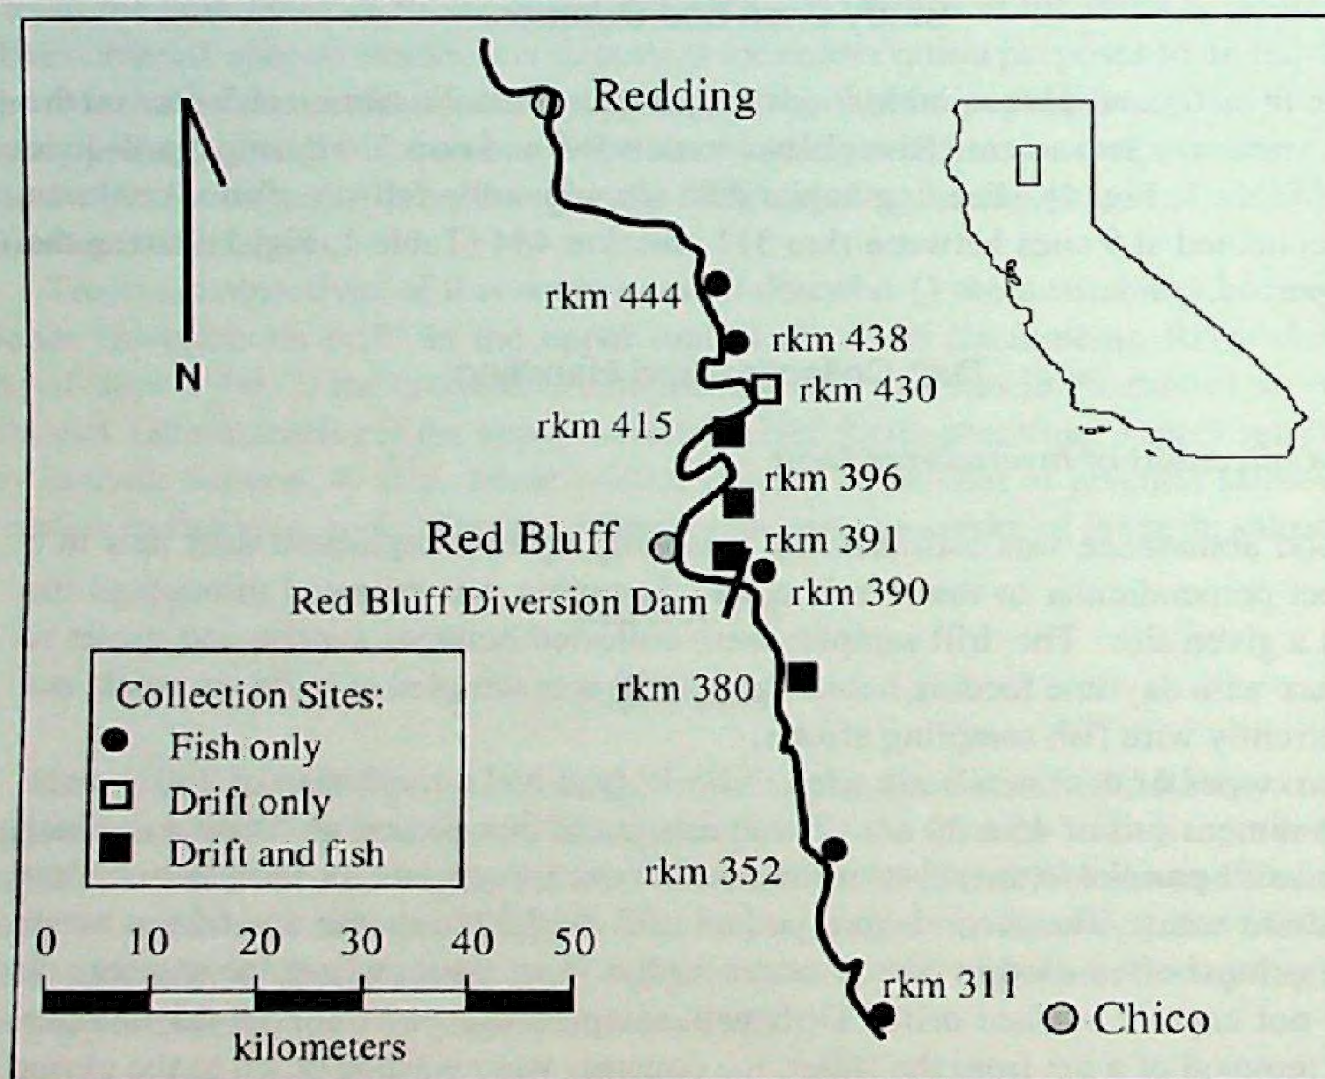 Redding
rkm 444
rkm 438
rkm 430
rkm 415
rkm 396
Red Bluff
rkm 391
rkm 390
Red Bluff Diversion Dam
rkm 380
N
Collection Sites:
Fish only
Drift only
Drift and fish
rkm 352
0 10 20 30 40 50
kilometers
rkm 311
Chico